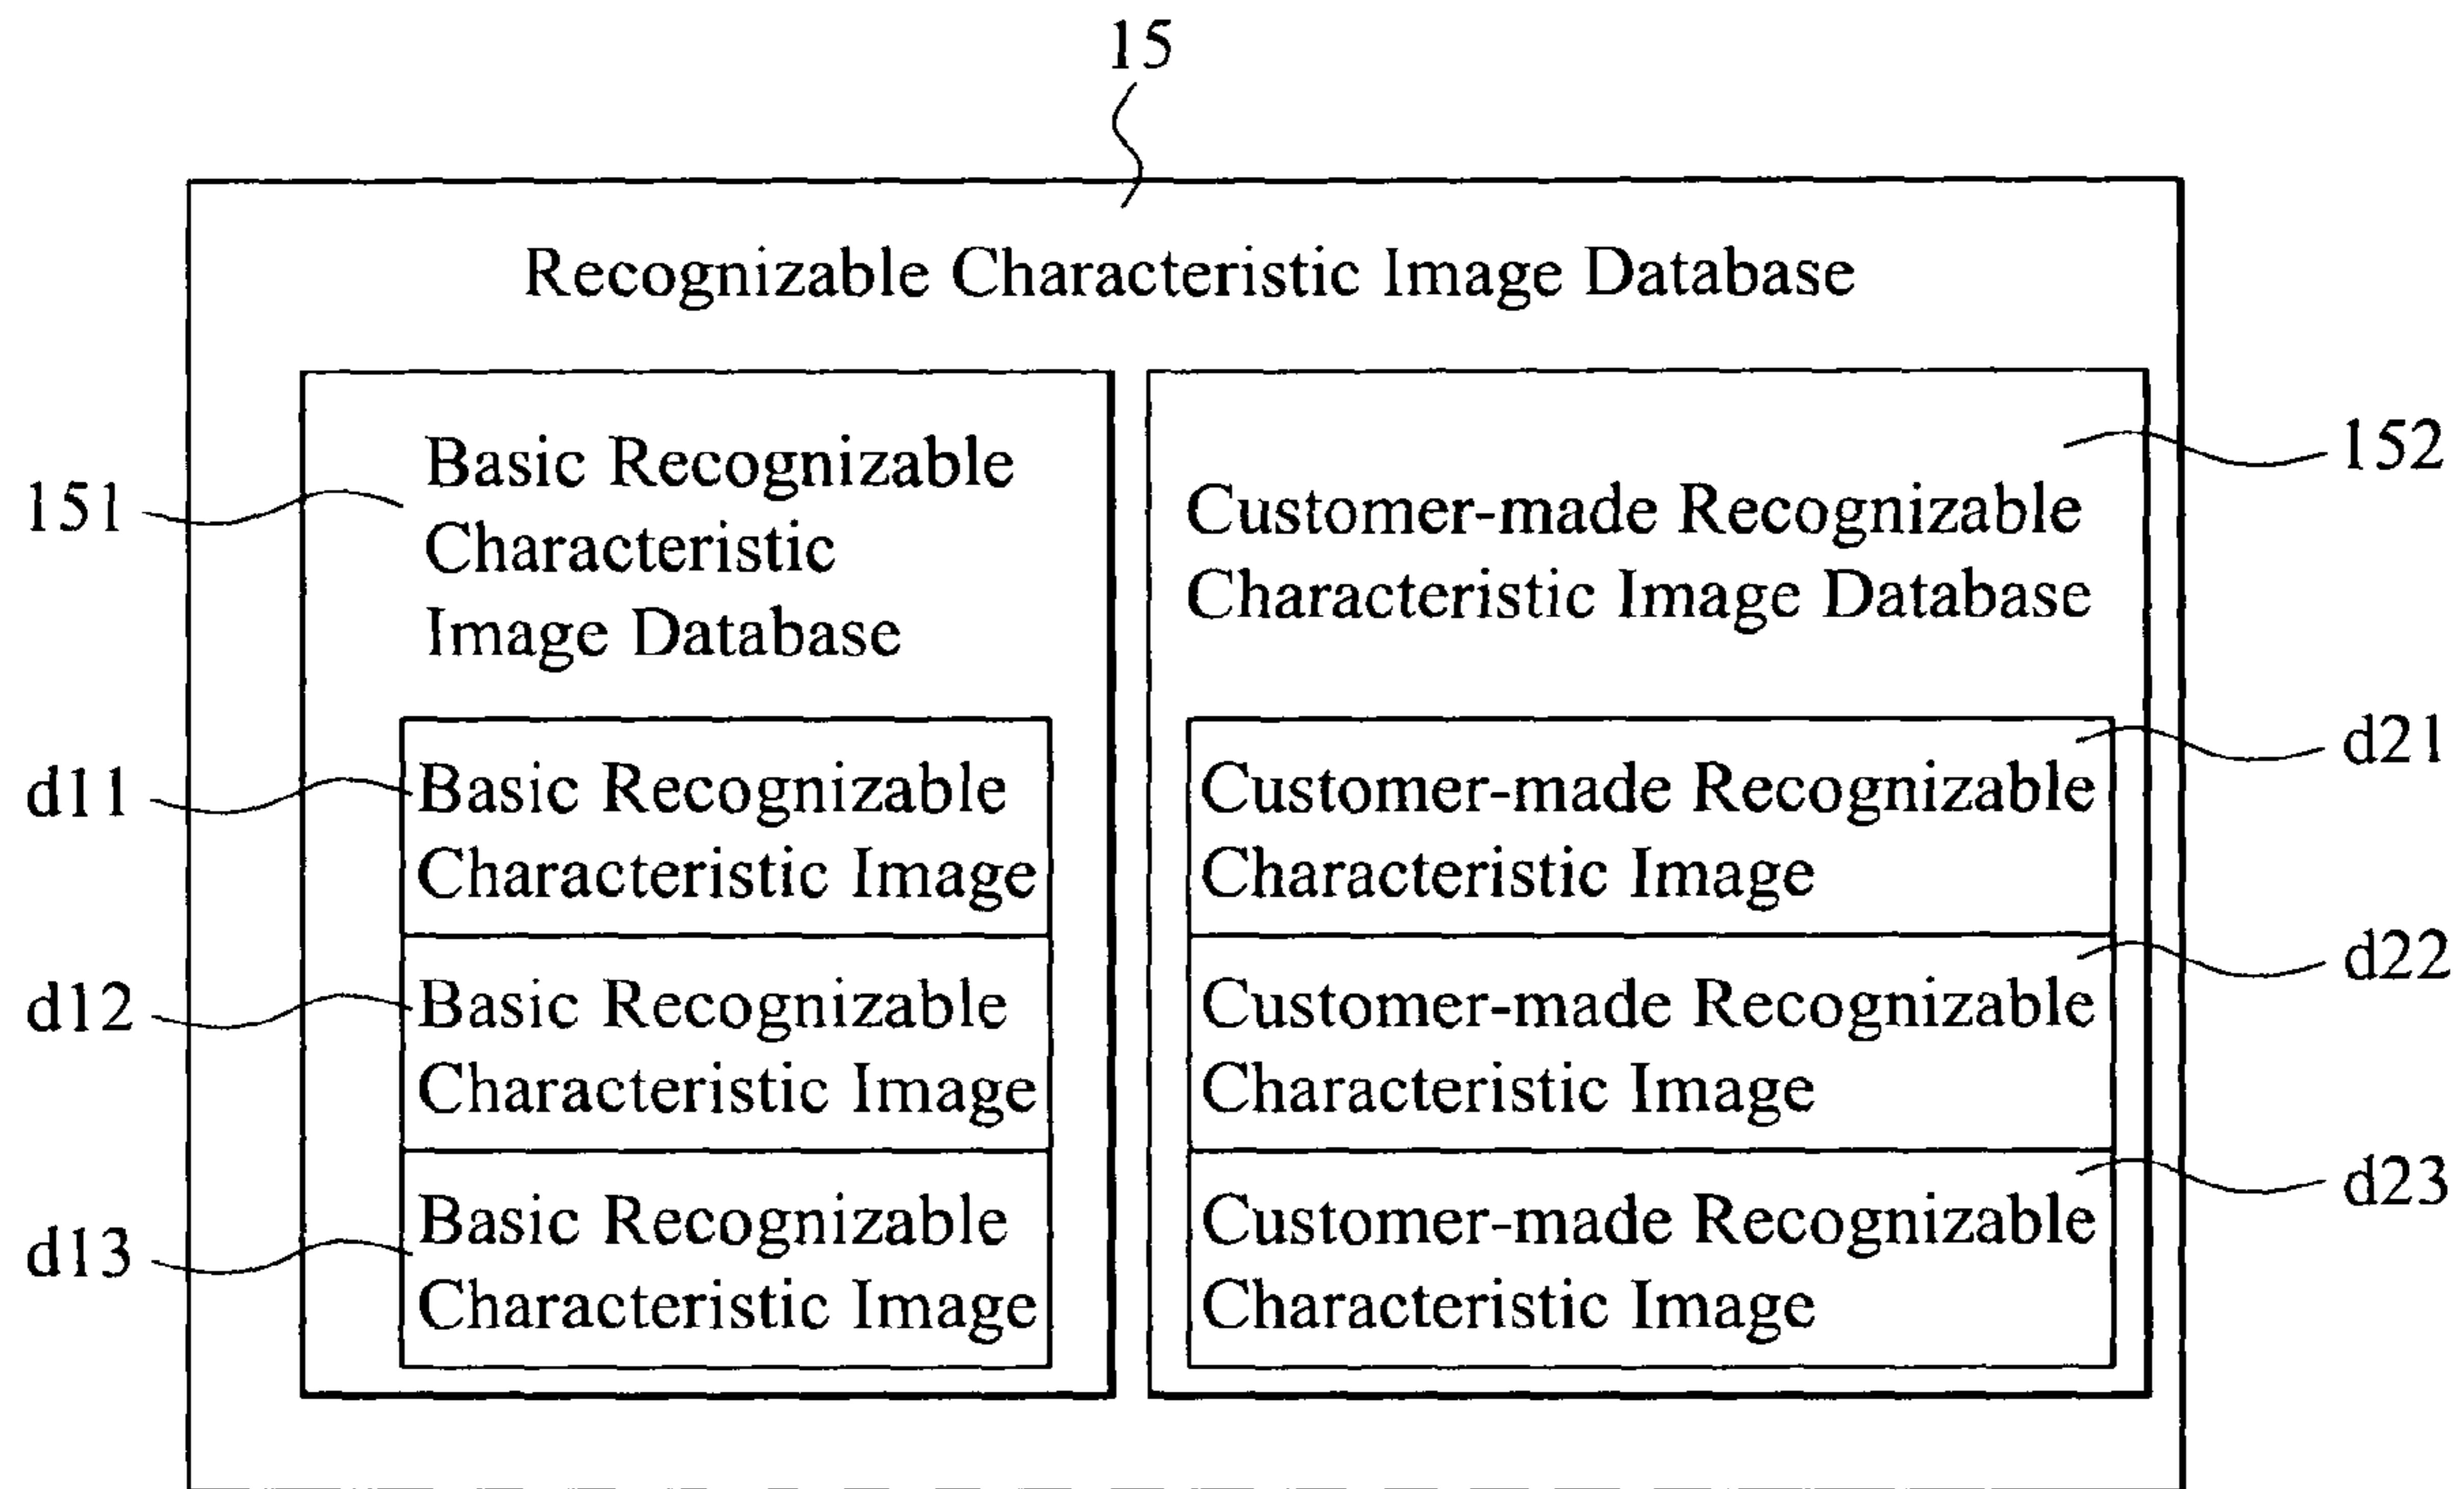 15
Recognizable Characteristic Image Database
151
Basic Recognizable
Characteristic
Image Database
152
Customer-made Recognizable
Characteristic Image Database
d11
Basic Recognizable
Characteristic Image
d12
Basic Recognizable
Characteristic Image
d13
Basic Recognizable
Characteristic Image
d21
Customer-made Recognizable
Characteristic Image
d22
Customer-made Recognizable
Characteristic Image
d23
Customer-made Recognizable
Characteristic Image